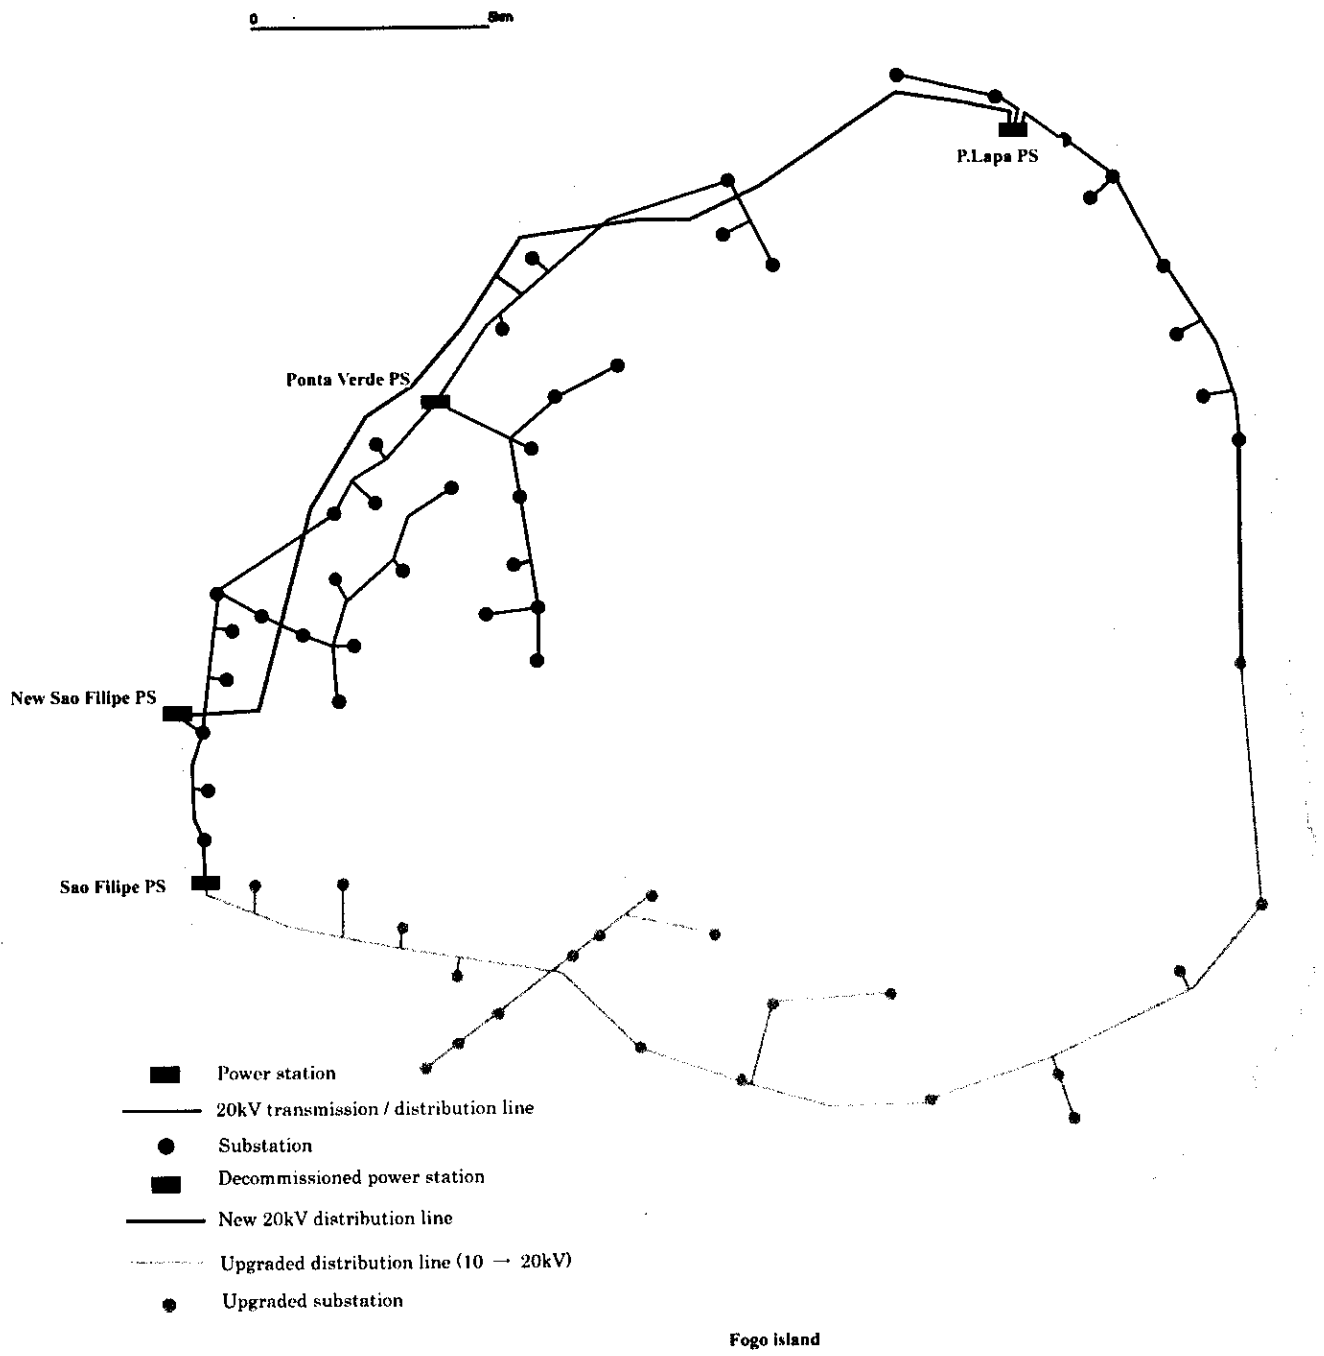 0 5km
P.Lapa PS
Ponta Verde PS
New Sao Filipe PS
Sao Filipe PS
Power station
20kV transmission / distribution line
Substation
Decommissioned power station
New 20kV distribution line
Upgraded distribution line (10 → 20kV)
Upgraded substation
Fogo island